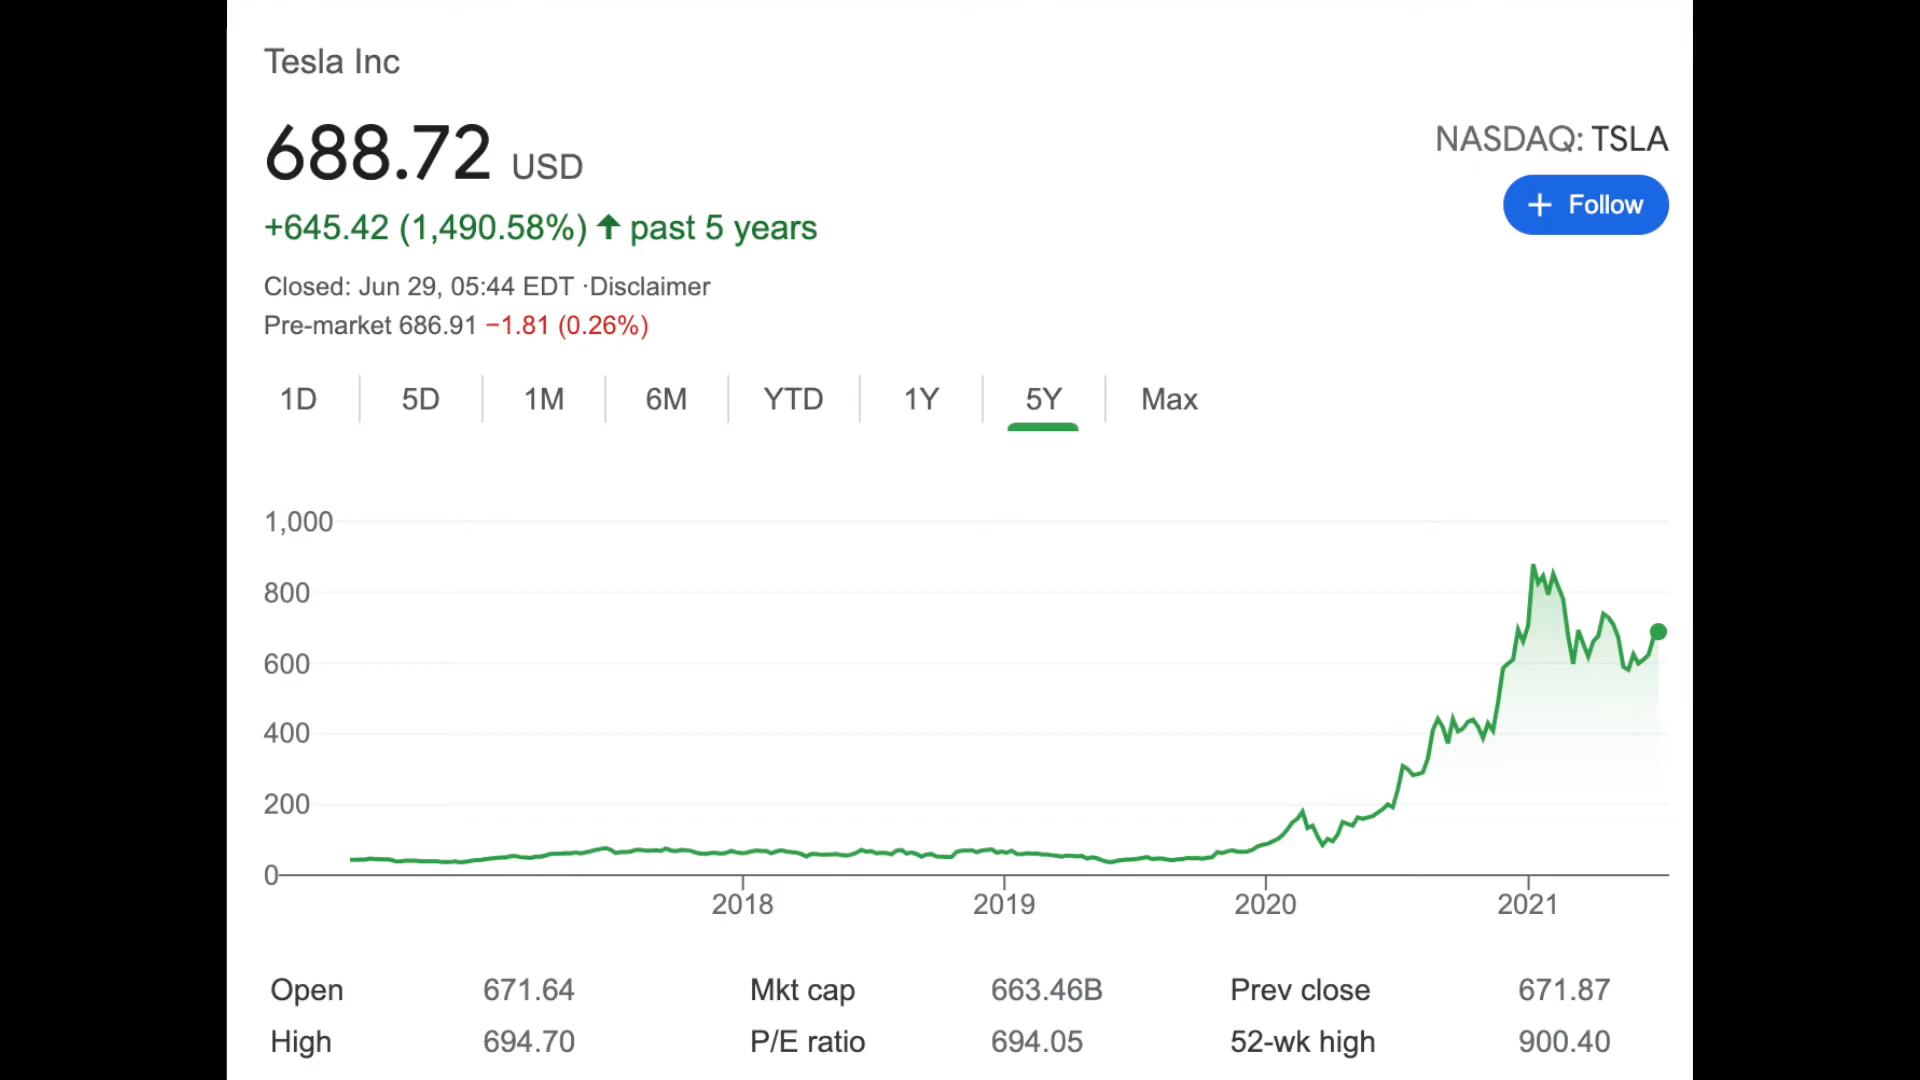 Tesla Inc
688.72 USD
NASDAQ: TSLA
+ Follow
+645.42 (1,490.58%) ↑ past 5 years
Closed: Jun 29, 05:44 EDT ·Disclaimer
Pre-market 686.91 −1.81 (0.26%)
1D 5D 1M 6M YTD 1Y 5Y Max
1,000
800
600
400
200
0
2018 2019 2020 2021
Open 671.64 Mkt cap 663.46B Prev close 671.87
High 694.70 P/E ratio 694.05 52-wk high 900.40